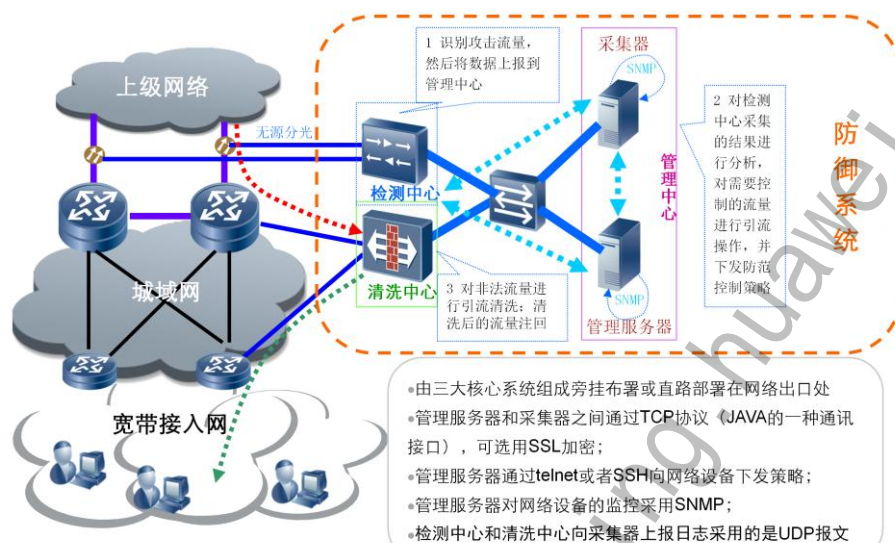 上级网络
无源分光
1 识别攻击流量，
然后将数据上报到
管理中心
采集器
SNMP
检测中心
管理中心
2 对检测
中心采集
的结果进
行分析，
对需要控
制的流量
进行引流
操作，并
下发防范
控制策略
防御系统
城域网
清洗中心
3 对非法流量进
行引流清洗；清
洗后的流量注回
SNMP
管理服务器
宽带接入网
•由三大核心系统组成旁挂布署或直路部署在网络出口处
•管理服务器和采集器之间通过TCP协议（JAVA的一种通讯
接口），可选用SSL加密；
•管理服务器通过telnet或者SSH向网络设备下发策略；
•管理服务器对网络设备的监控采用SNMP；
•检测中心和清洗中心向采集器上报日志采用的是UDP报文
ng.huawei